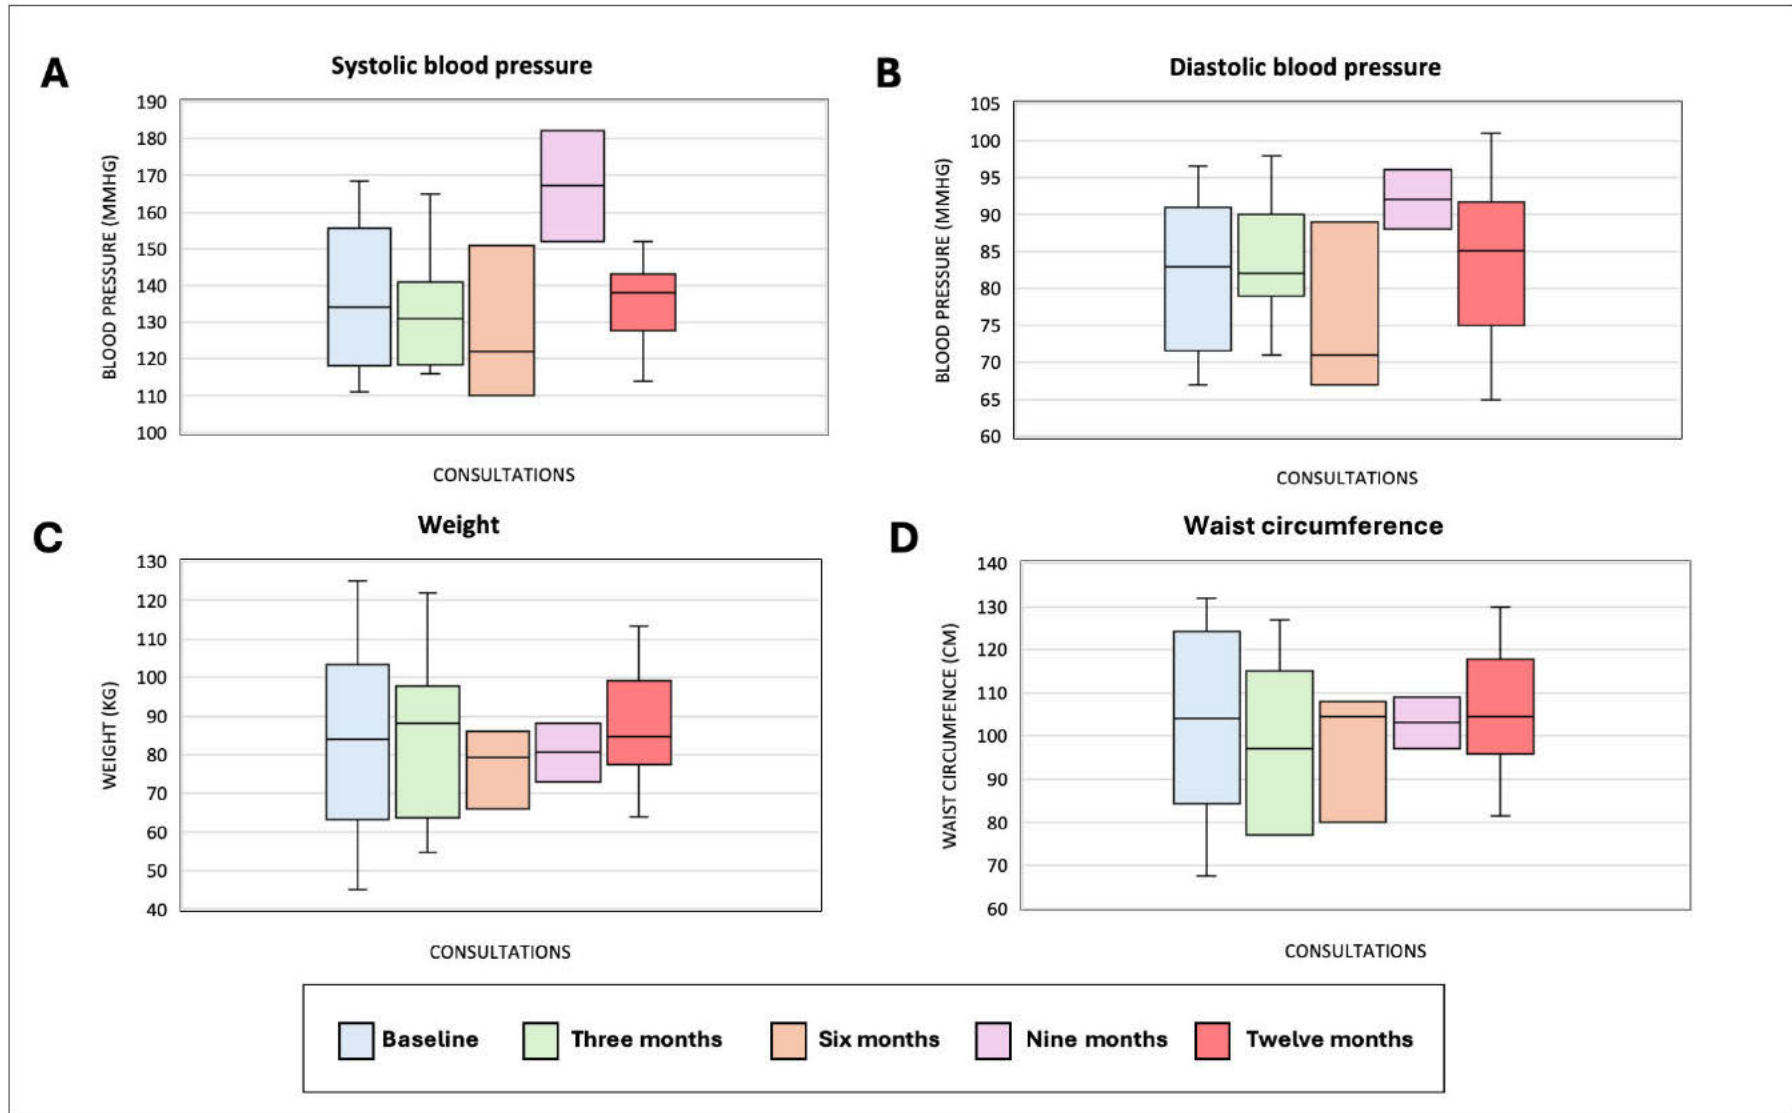 A
Systolic blood pressure
190
180
170
160
150
140
130
120
110
100
BLOOD PRESSURE (MMHG)
CONSULTATIONS
B
Diastolic blood pressure
105
100
95
90
85
80
75
70
65
60
BLOOD PRESSURE (MMHG)
CONSULTATIONS
C
Weight
130
120
110
100
90
80
70
60
50
40
WEIGHT (KG)
CONSULTATIONS
D
Waist circumference
140
130
120
110
100
90
80
70
60
WAIST CIRCUMFENCE (CM)
CONSULTATIONS
Baseline Three months Six months Nine months Twelve months